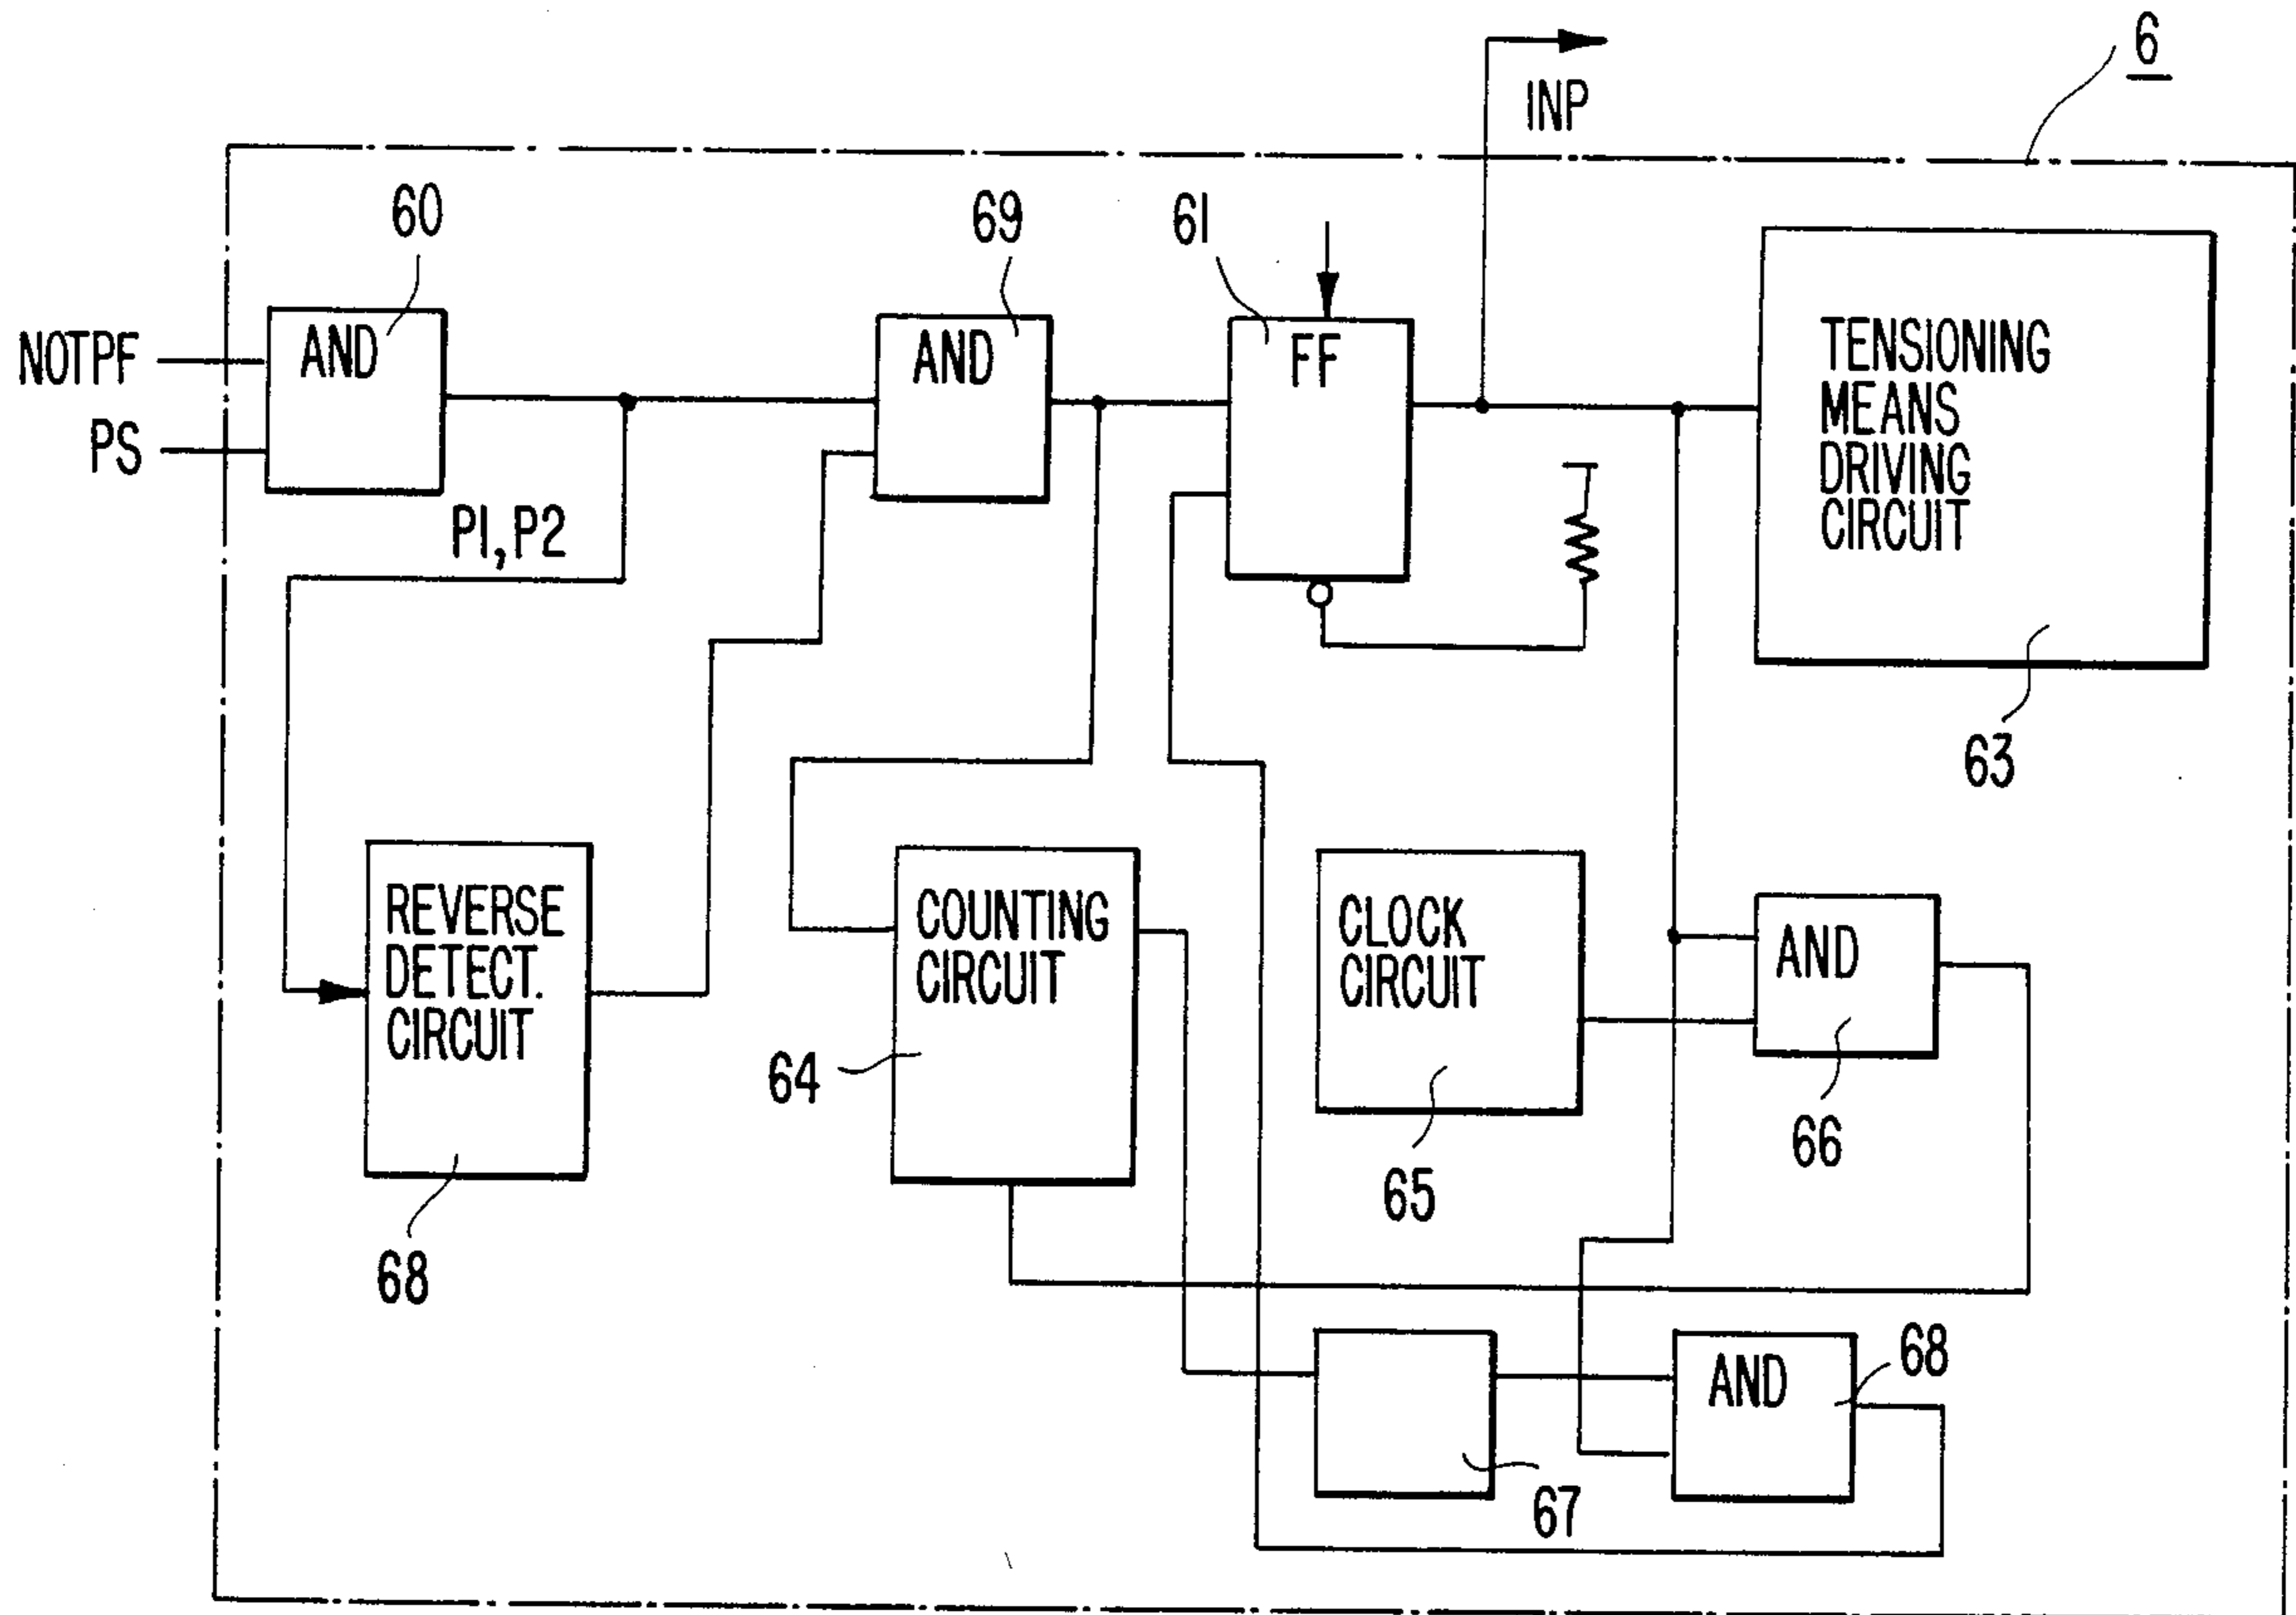 6
INP
60
69
61
NOTPF
AND
AND
FF
TENSIONING
MEANS
DRIVING
CIRCUIT
PS
P1, P2
63
REVERSE
DETECT.
CIRCUIT
COUNTING
CIRCUIT
CLOCK
CIRCUIT
AND
64
66
65
68
AND
68
67